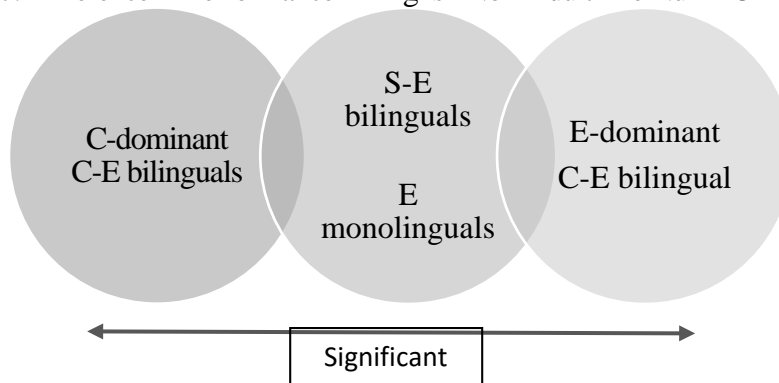 C-dominant
C-E bilinguals
S-E
bilinguals
E
monolinguals
E-dominant
C-E bilingual
Significant